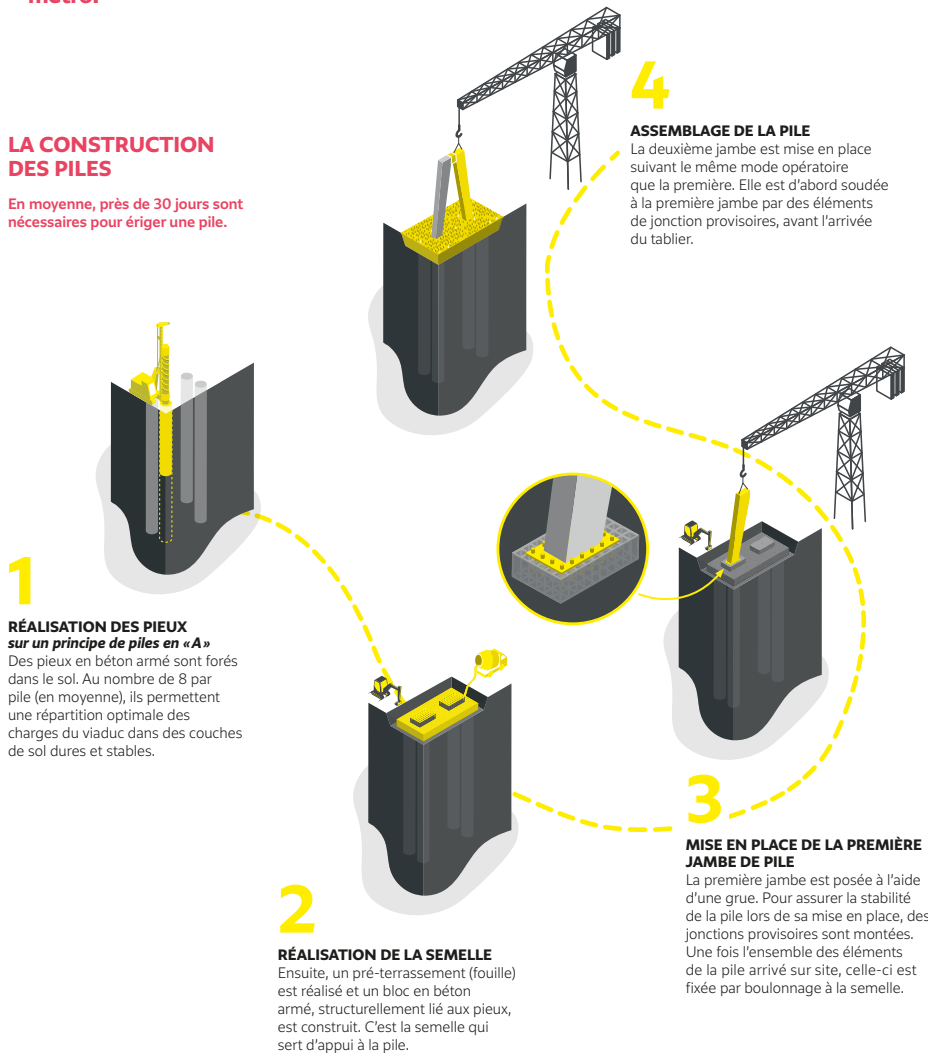 métro.
LA CONSTRUCTION
DES PILES
En moyenne, près de 30 jours sont
nécessaires pour ériger une pile.
1
RÉALISATION DES PIEUX
sur un principe de piles en «A»
Des pieux en béton armé sont forés
dans le sol. Au nombre de 8 par
pile (en moyenne), ils permettent
une répartition optimale des
charges du viaduc dans des couches
de sol dures et stables.
2
RÉALISATION DE LA SEMELLE
Ensuite, un pré-terrassement (fouille)
est réalisé et un bloc en béton
armé, structurellement lié aux pieux,
est construit. C'est la semelle qui
sert d'appui à la pile.
3
MISE EN PLACE DE LA PREMIÈRE
JAMBE DE PILE
La première jambe est posée à l'aide
d'une grue. Pour assurer la stabilité
de la pile lors de sa mise en place, des
jonctions provisoires sont montées.
Une fois l'ensemble des éléments
de la pile arrivé sur site, celle-ci est
fixée par boulonnage à la semelle.
4
ASSEMBLAGE DE LA PILE
La deuxième jambe est mise en place
suivant le même mode opératoire
que la première. Elle est d'abord soudée
à la première jambe par des éléments
de jonction provisoires, avant l'arrivée
du tablier.